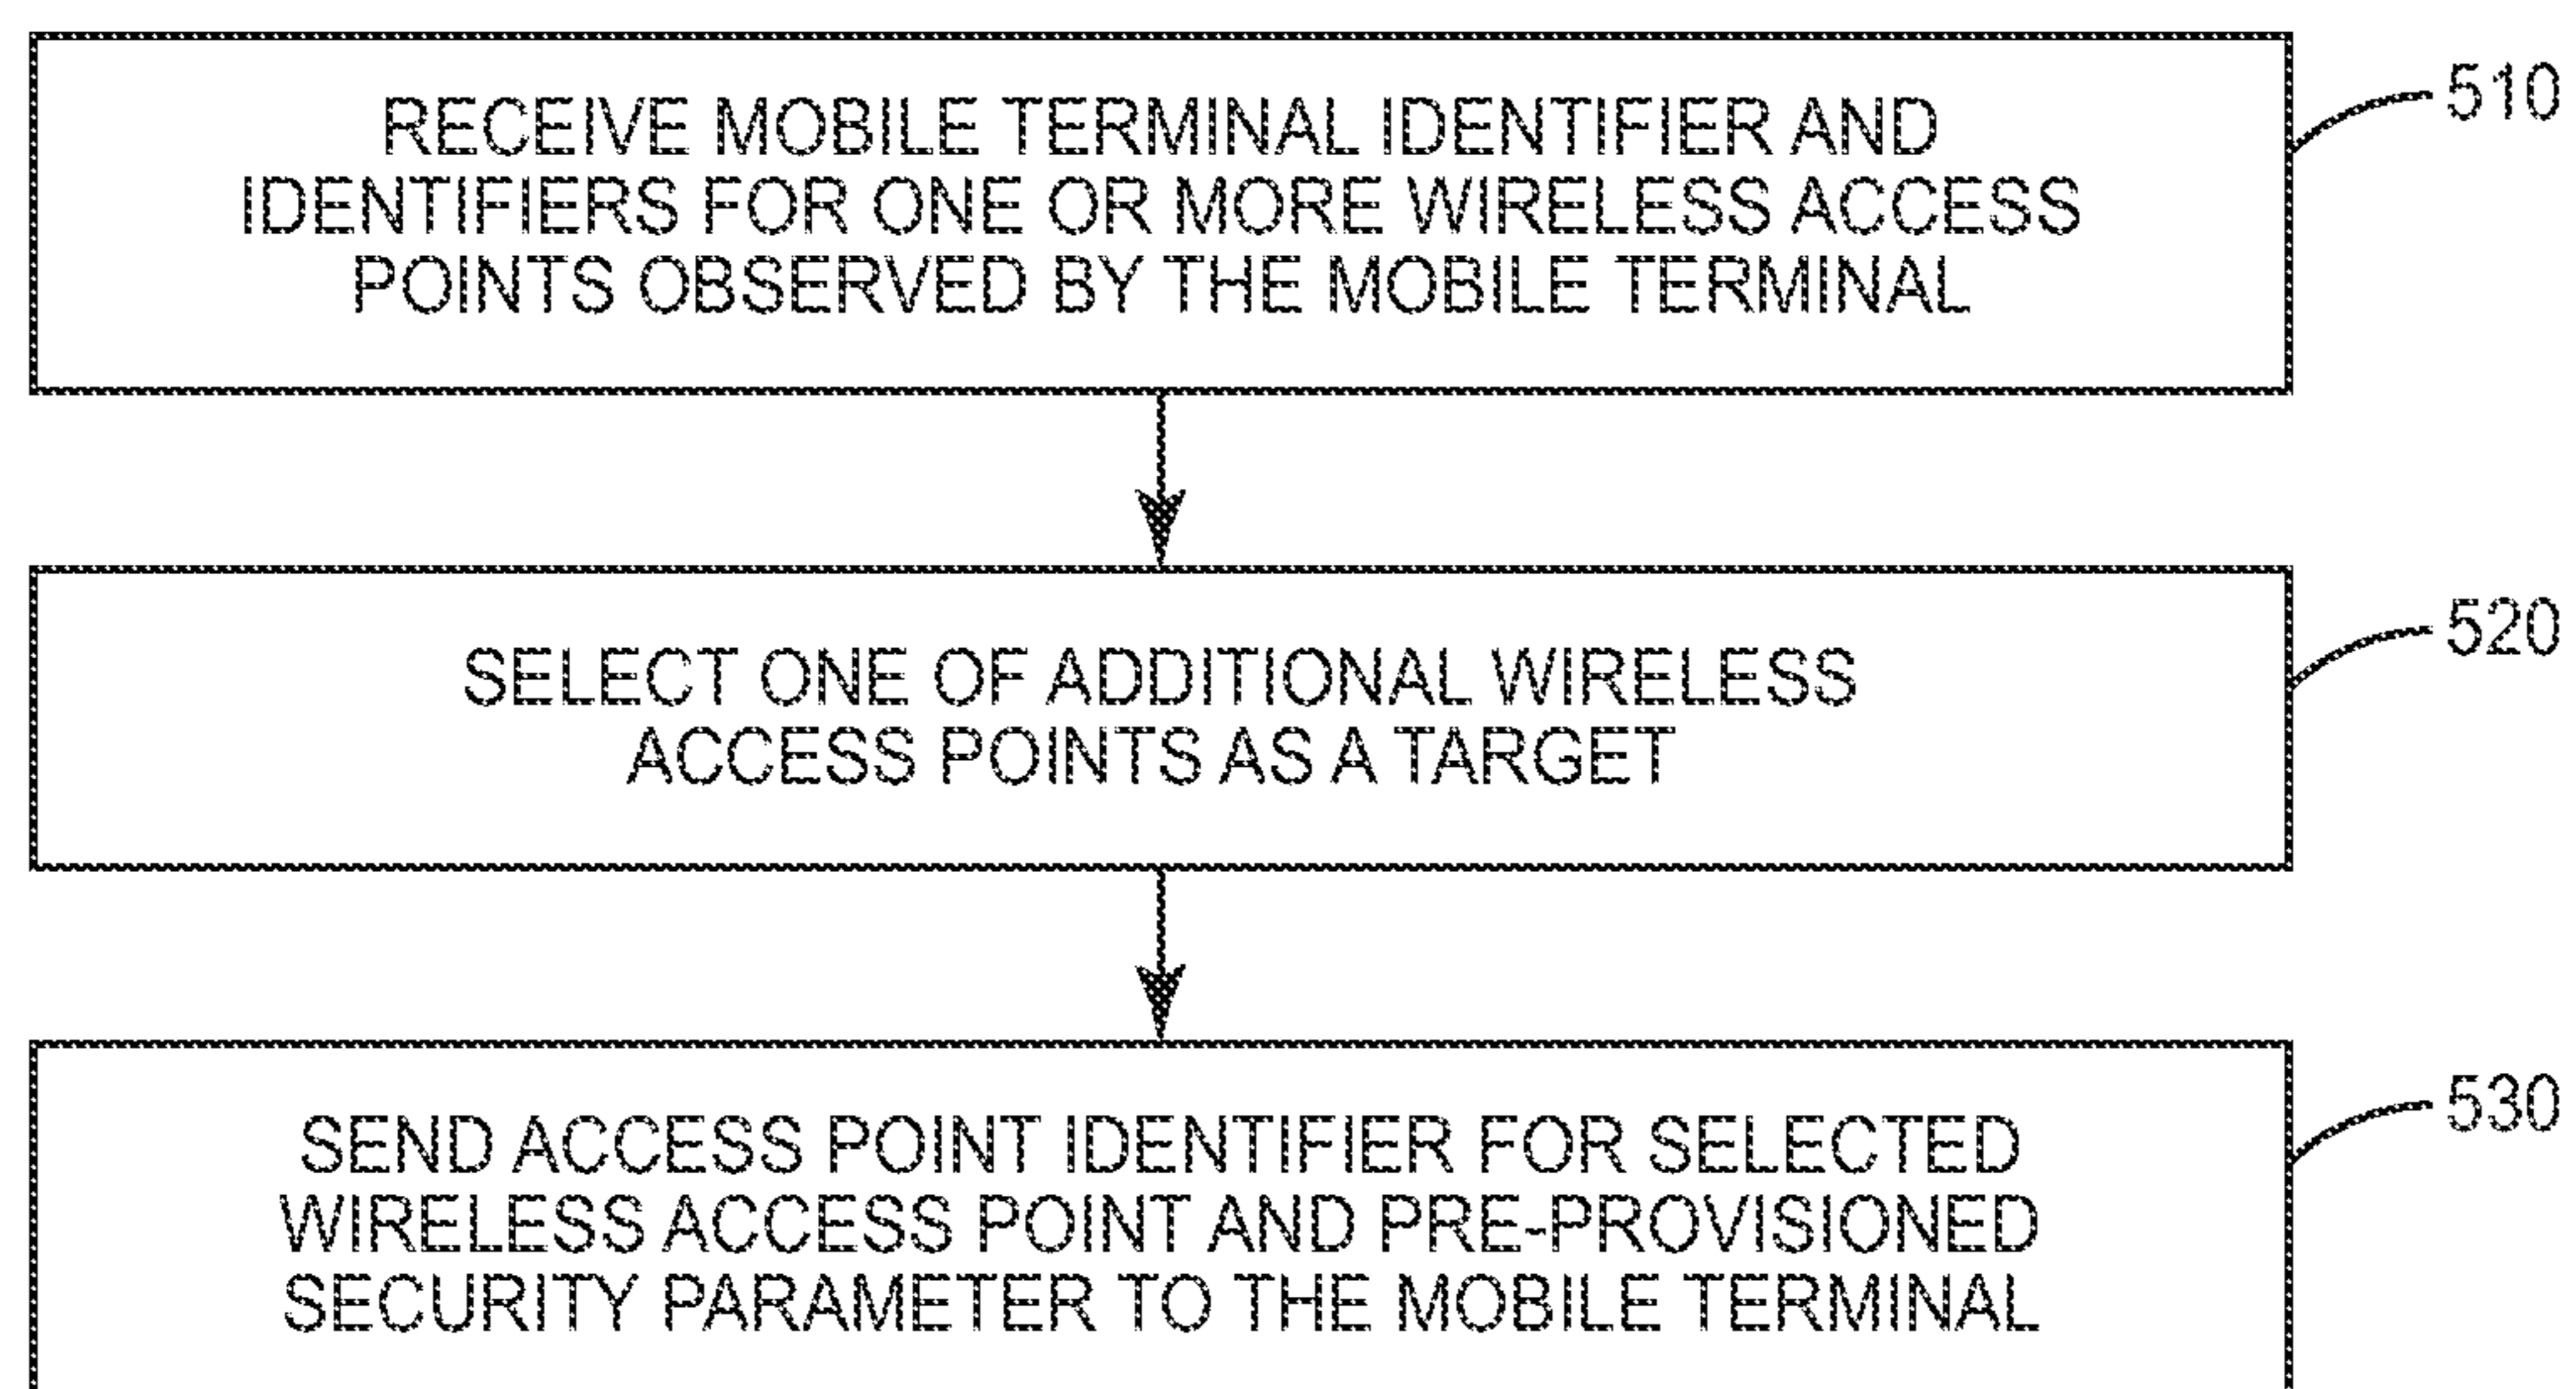 RECEIVE MOBILE TERMINAL IDENTIFIER AND
IDENTIFIERS FOR ONE OR MORE WIRELESS ACCESS
POINTS OBSERVED BY THE MOBILE TERMINAL
510
SELECT ONE OF ADDITIONAL WIRELESS
ACCESS POINTS AS A TARGET
520
SEND ACCESS POINT IDENTIFIER FOR SELECTED
WIRELESS ACCESS POINT AND PRE-PROVISIONED
SECURITY PARAMETER TO THE MOBILE TERMINAL
530